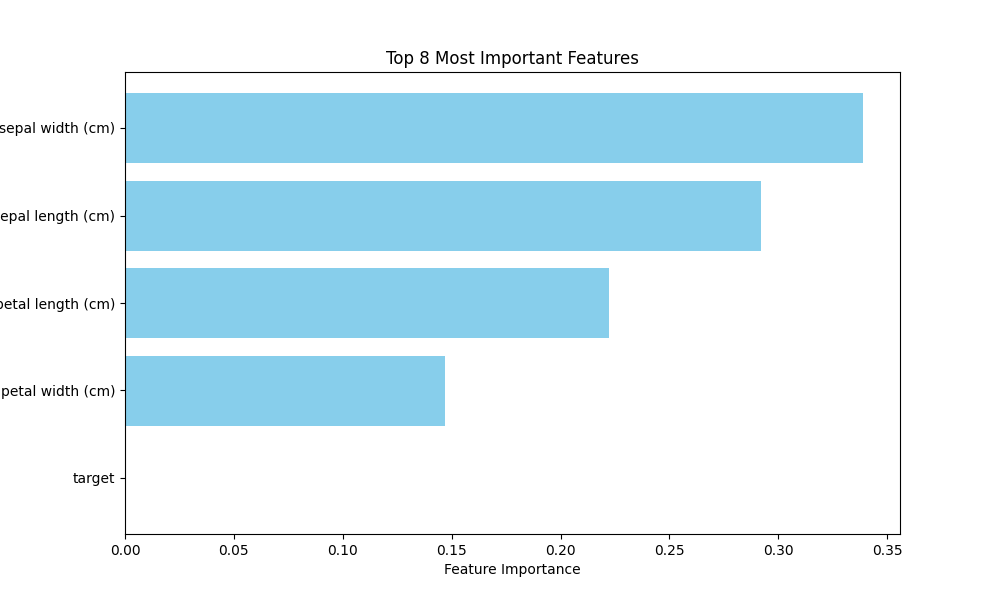 Top 8 Most Important Features
sepal width (cm)
epal length (cm)
petal length (cm)
petal width (cm)
target
0.00 0.05 0.10 0.15 0.20 0.25 0.30 0.35
Feature Importance